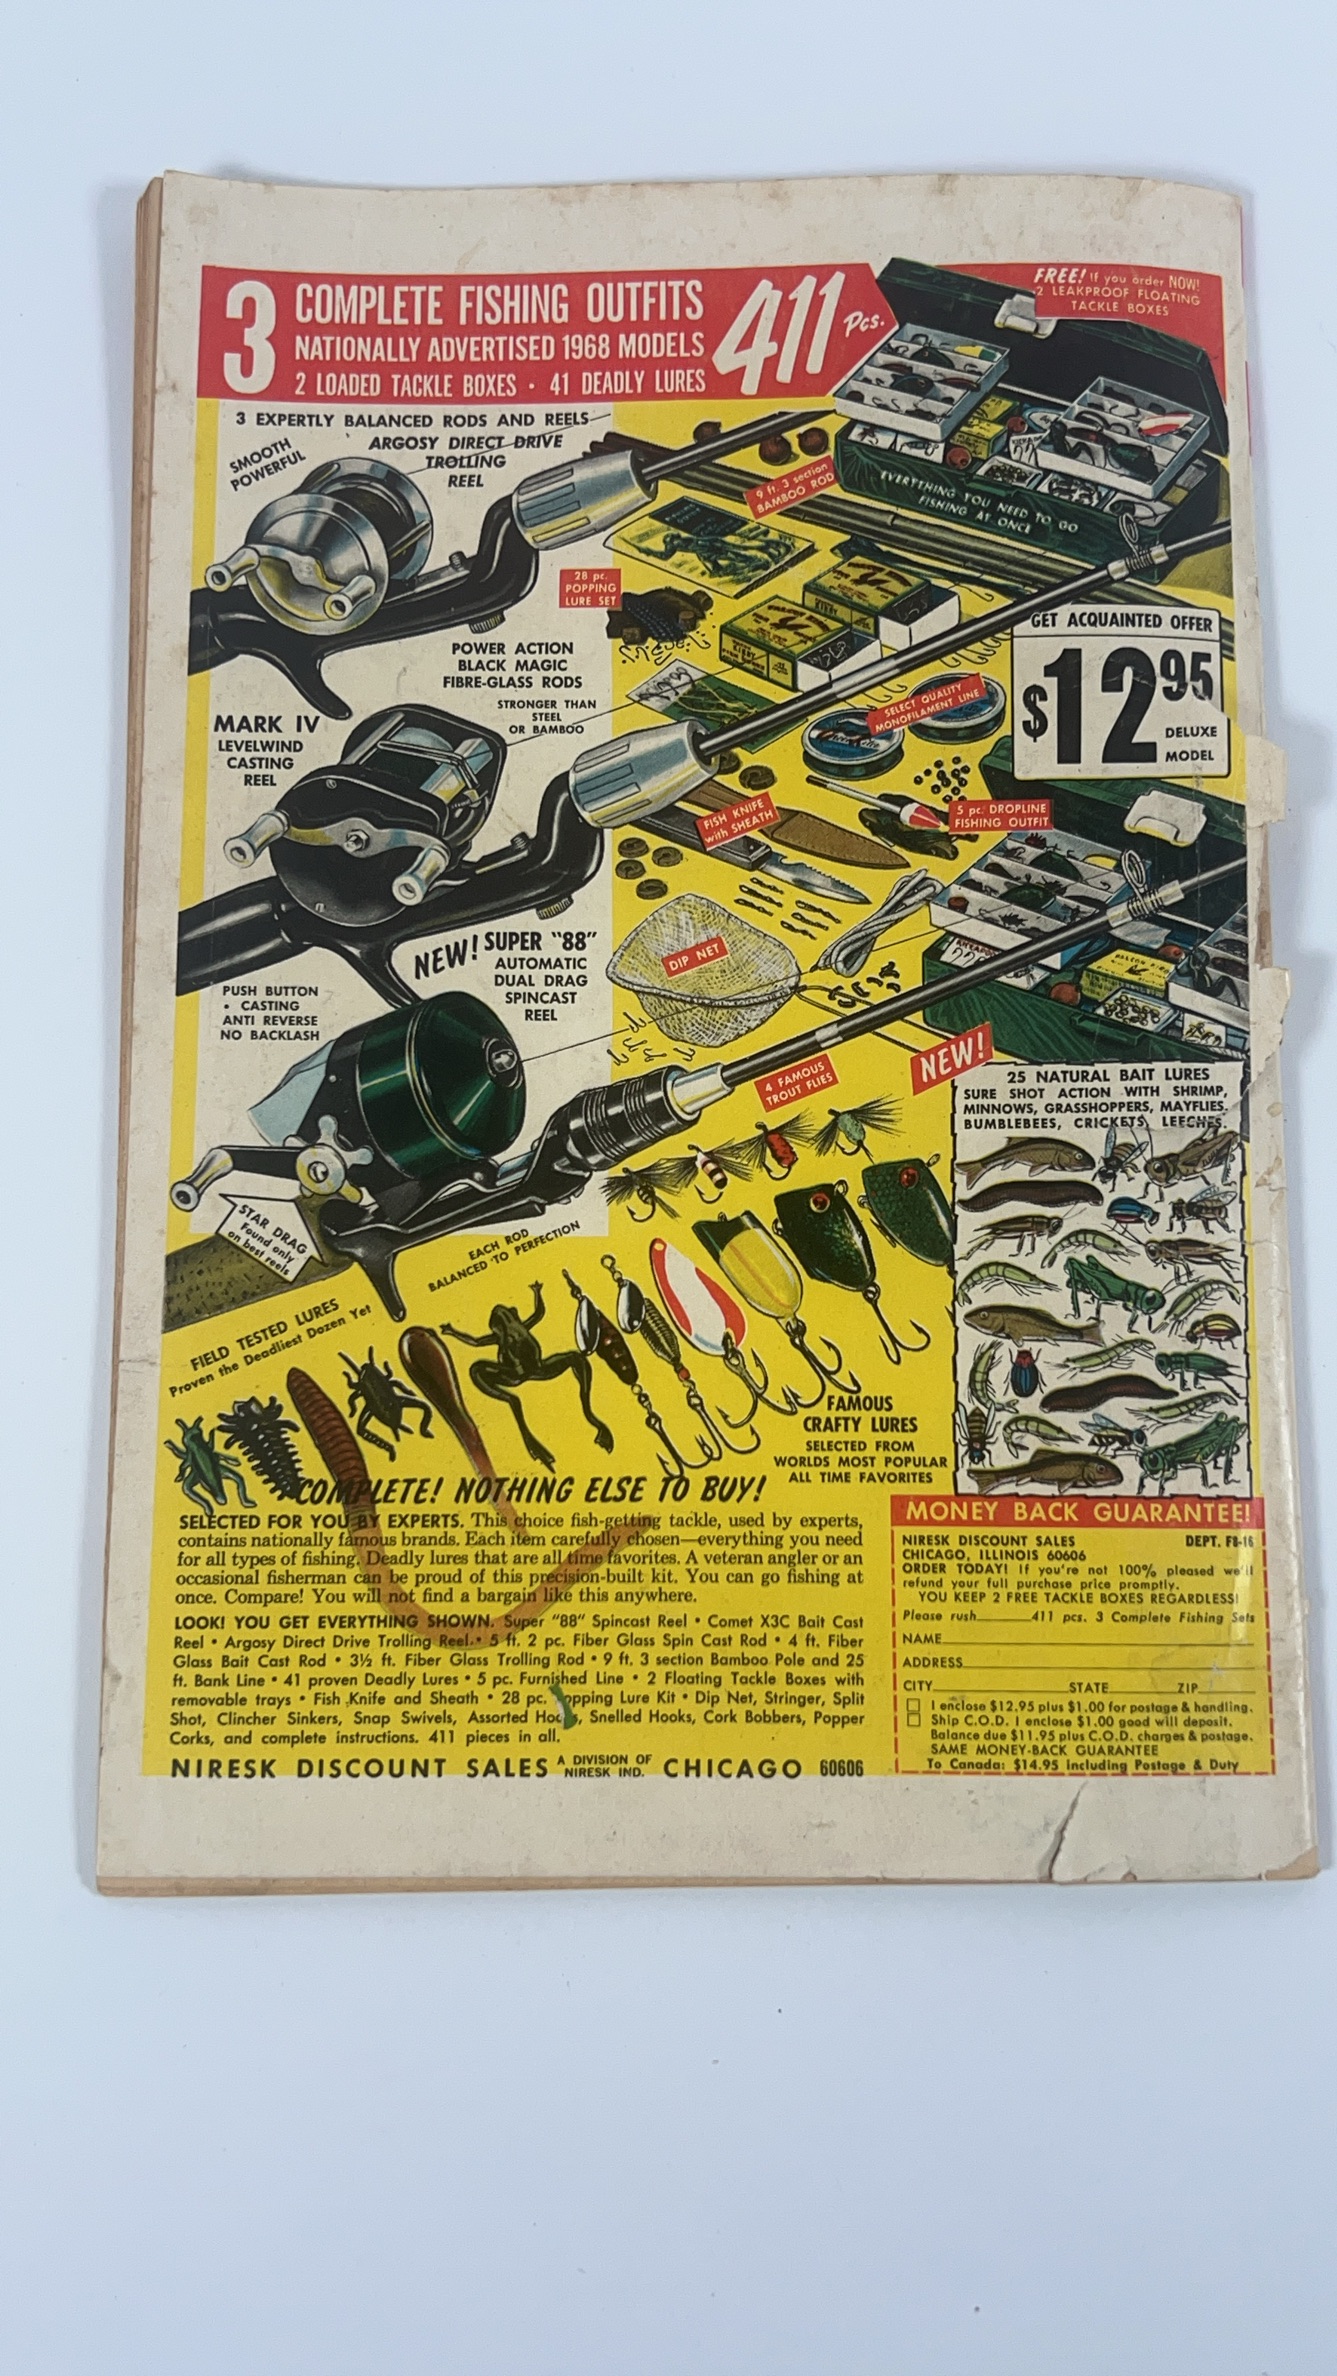 3 COMPLETE FISHING OUTFITS
NATIONALLY ADVERTISED 1968 MODELS
2 LOADED TACKLE BOXES • 41 DEADLY LURES
411 Pcs.
FREE! If you order NOW!
2 LEAKPROOF FLOATING
TACKLE BOXES
3 EXPERTLY BALANCED RODS AND REELS
SMOOTH
POWERFUL
ARGOSY DIRECT DRIVE
TROLLING
REEL
9 ft. 3 section
BAMBOO ROD
EVERYTHING YOU NEED TO GO
FISHING AT ONCE
28 pc.
POPPING
LURE SET
POWER ACTION
BLACK MAGIC
FIBRE-GLASS RODS
STRONGER THAN
STEEL
OR BAMBOO
GET ACQUAINTED OFFER
$12.95
DELUXE
MODEL
SELECT QUALITY
MONOFILAMENT LINE
MARK IV
LEVELWIND
CASTING
REEL
FISH KNIFE
with SHEATH
5 pc. DROPLINE
FISHING OUTFIT
DIP NET
NEW! SUPER "88"
AUTOMATIC
DUAL DRAG
SPINCAST
REEL
PUSH BUTTON
• CASTING
ANTI REVERSE
NO BACKLASH
4 FAMOUS
TROUT FLIES
NEW!
25 NATURAL BAIT LURES
SURE SHOT ACTION WITH SHRIMP,
MINNOWS, GRASSHOPPERS, MAYFLIES.
BUMBLEBEES, CRICKETS, LEECHES.
STAR DRAG
Found only
on best reels
EACH ROD
BALANCED TO PERFECTION
FIELD TESTED LURES
Proven the Deadliest Dozen Yet
FAMOUS
CRAFTY LURES
SELECTED FROM
WORLDS MOST POPULAR
ALL TIME FAVORITES
COMPLETE! NOTHING ELSE TO BUY!
SELECTED FOR YOU BY EXPERTS. This choice fish-getting tackle, used by experts,
contains nationally famous brands. Each item carefully chosen—everything you need
for all types of fishing. Deadly lures that are all time favorites. A veteran angler or an
occasional fisherman can be proud of this precision-built kit. You can go fishing at
once. Compare! You will not find a bargain like this anywhere.
LOOK! YOU GET EVERYTHING SHOWN. Super "88" Spincast Reel • Comet X3C Bait Cast
Reel • Argosy Direct Drive Trolling Reel • 5 ft. 2 pc. Fiber Glass Spin Cast Rod • 4 ft. Fiber
Glass Bait Cast Rod • 3½ ft. Fiber Glass Trolling Rod • 9 ft. 3 section Bamboo Pole and 25
ft. Bank Line • 41 proven Deadly Lures • 5 pc. Furnished Line • 2 Floating Tackle Boxes with
removable trays • Fish Knife and Sheath • 28 pc. Popping Lure Kit • Dip Net, Stringer, Split
Shot, Clincher Sinkers, Snap Swivels, Assorted Hooks, Snelled Hooks, Cork Bobbers, Popper
Corks, and complete instructions. 411 pieces in all.
NIRESK DISCOUNT SALES A DIVISION OF NIRESK IND. CHICAGO 60606
MONEY BACK GUARANTEE!
NIRESK DISCOUNT SALES DEPT. FB-16
CHICAGO, ILLINOIS 60606
ORDER TODAY! If you're not 100% pleased we'll
refund your full purchase price promptly.
YOU KEEP 2 FREE TACKLE BOXES REGARDLESS!
Please rush 411 pcs. 3 Complete Fishing Sets
NAME
ADDRESS
CITY STATE ZIP
I enclose $12.95 plus $1.00 for postage & handling.
Ship C.O.D. I enclose $1.00 good will deposit.
Balance due $11.95 plus C.O.D. charges & postage.
SAME MONEY-BACK GUARANTEE
To Canada: $14.95 including Postage & Duty